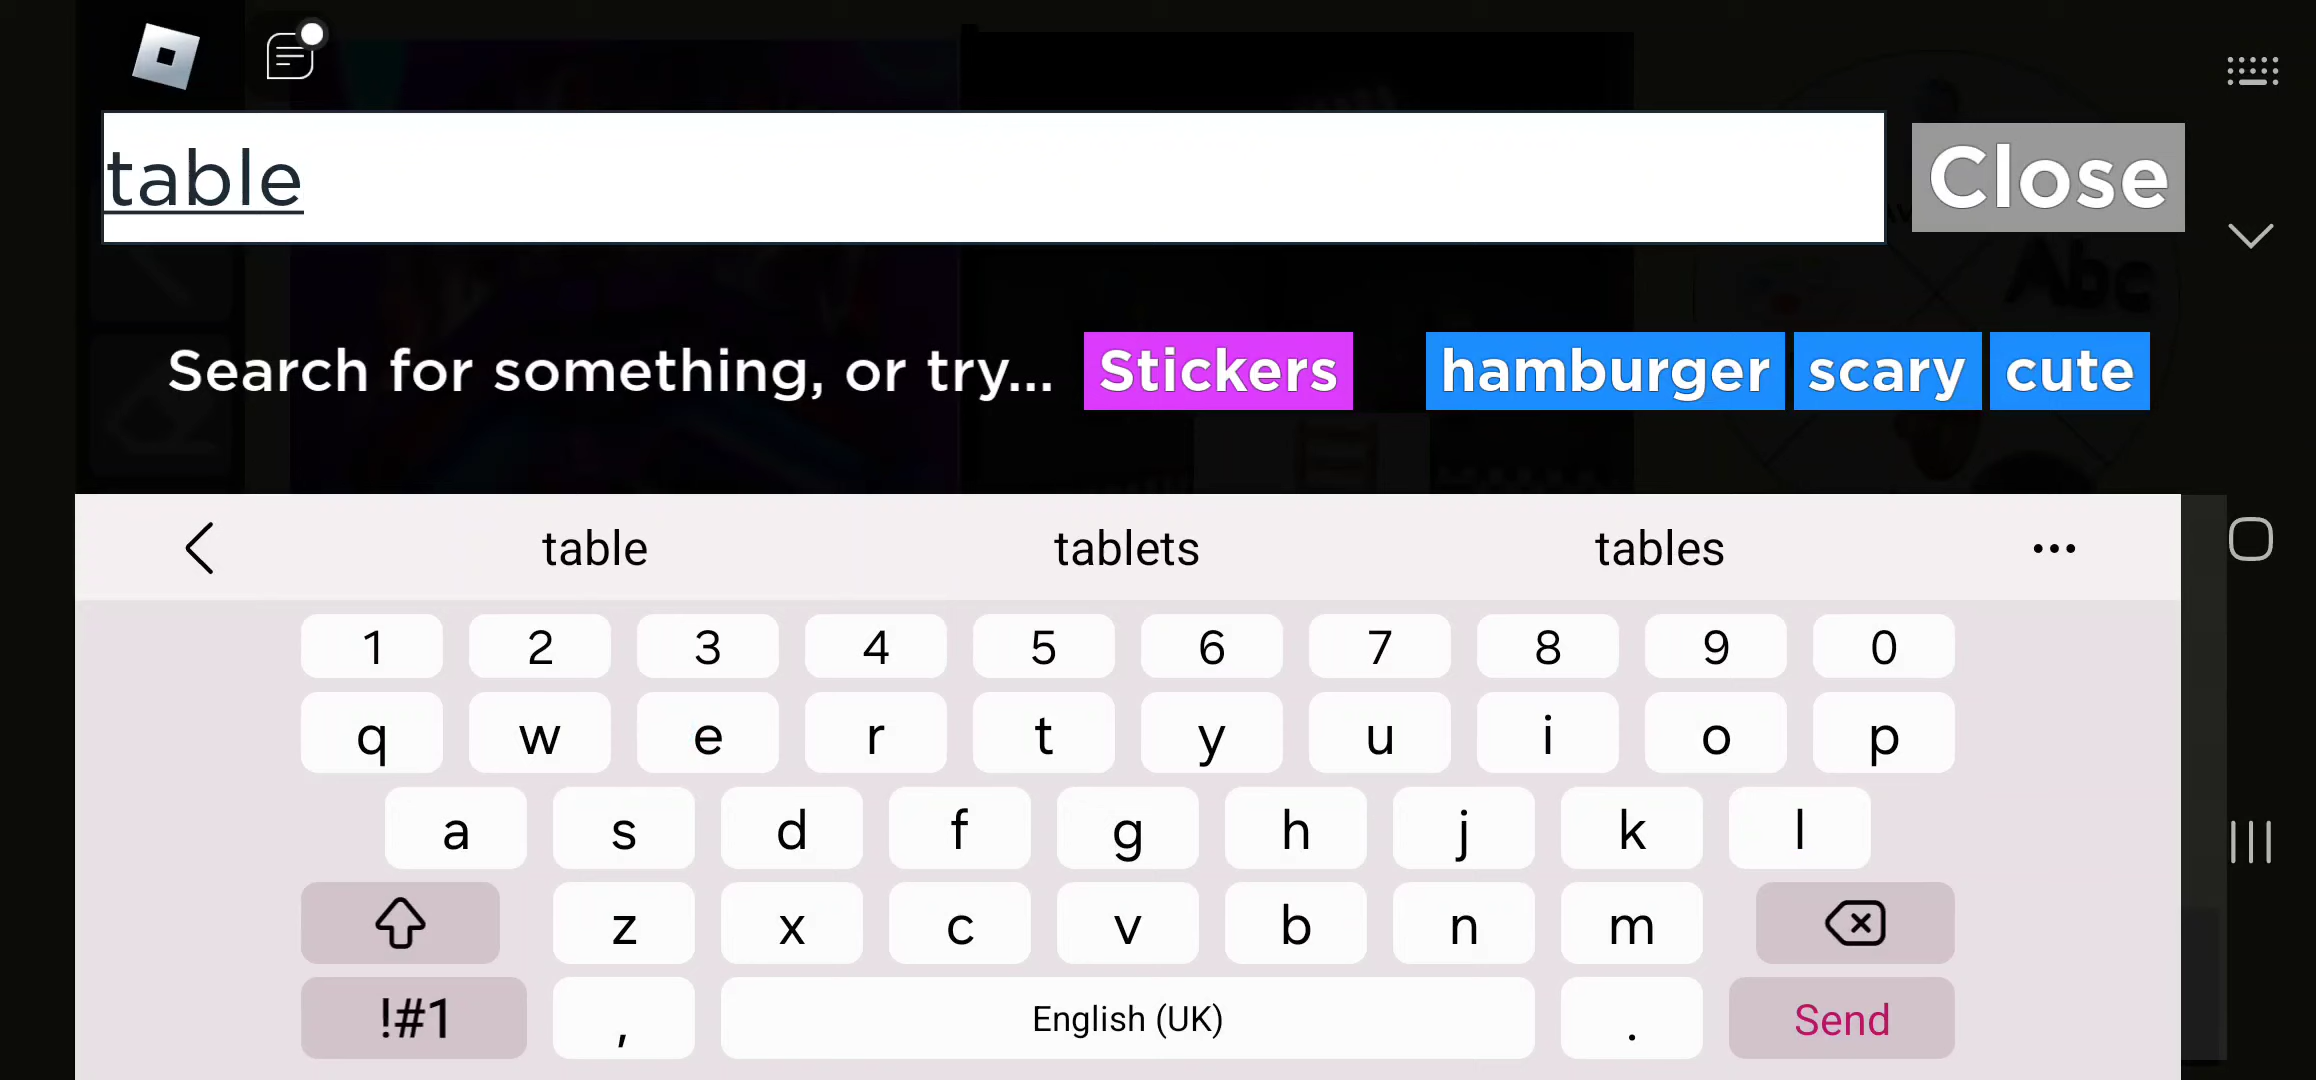 table
Close
Abc
Search for something, or try... Stickers hamburger scary cute
table tablets tables
1 2 3 4 5 6 7 8 9 0
q w e r t y u i o p
a s d f g h j k l
z x c v b n m
!#1 , English (UK) . Send